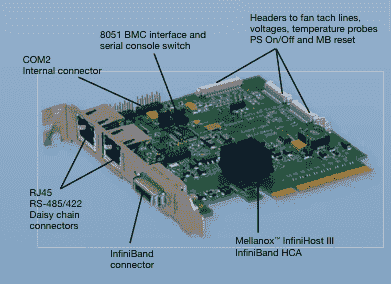 Headers to fan tach lines,
voltages, temperature probes
PS On/Off and MB reset
8051 BMC interface and
serial console switch
COM2
Internal connector
RJ45
RS-485/422
Daisy chain
connectors
InfiniBand
connector
Mellanox™ InfiniHost III
InfiniBand HCA